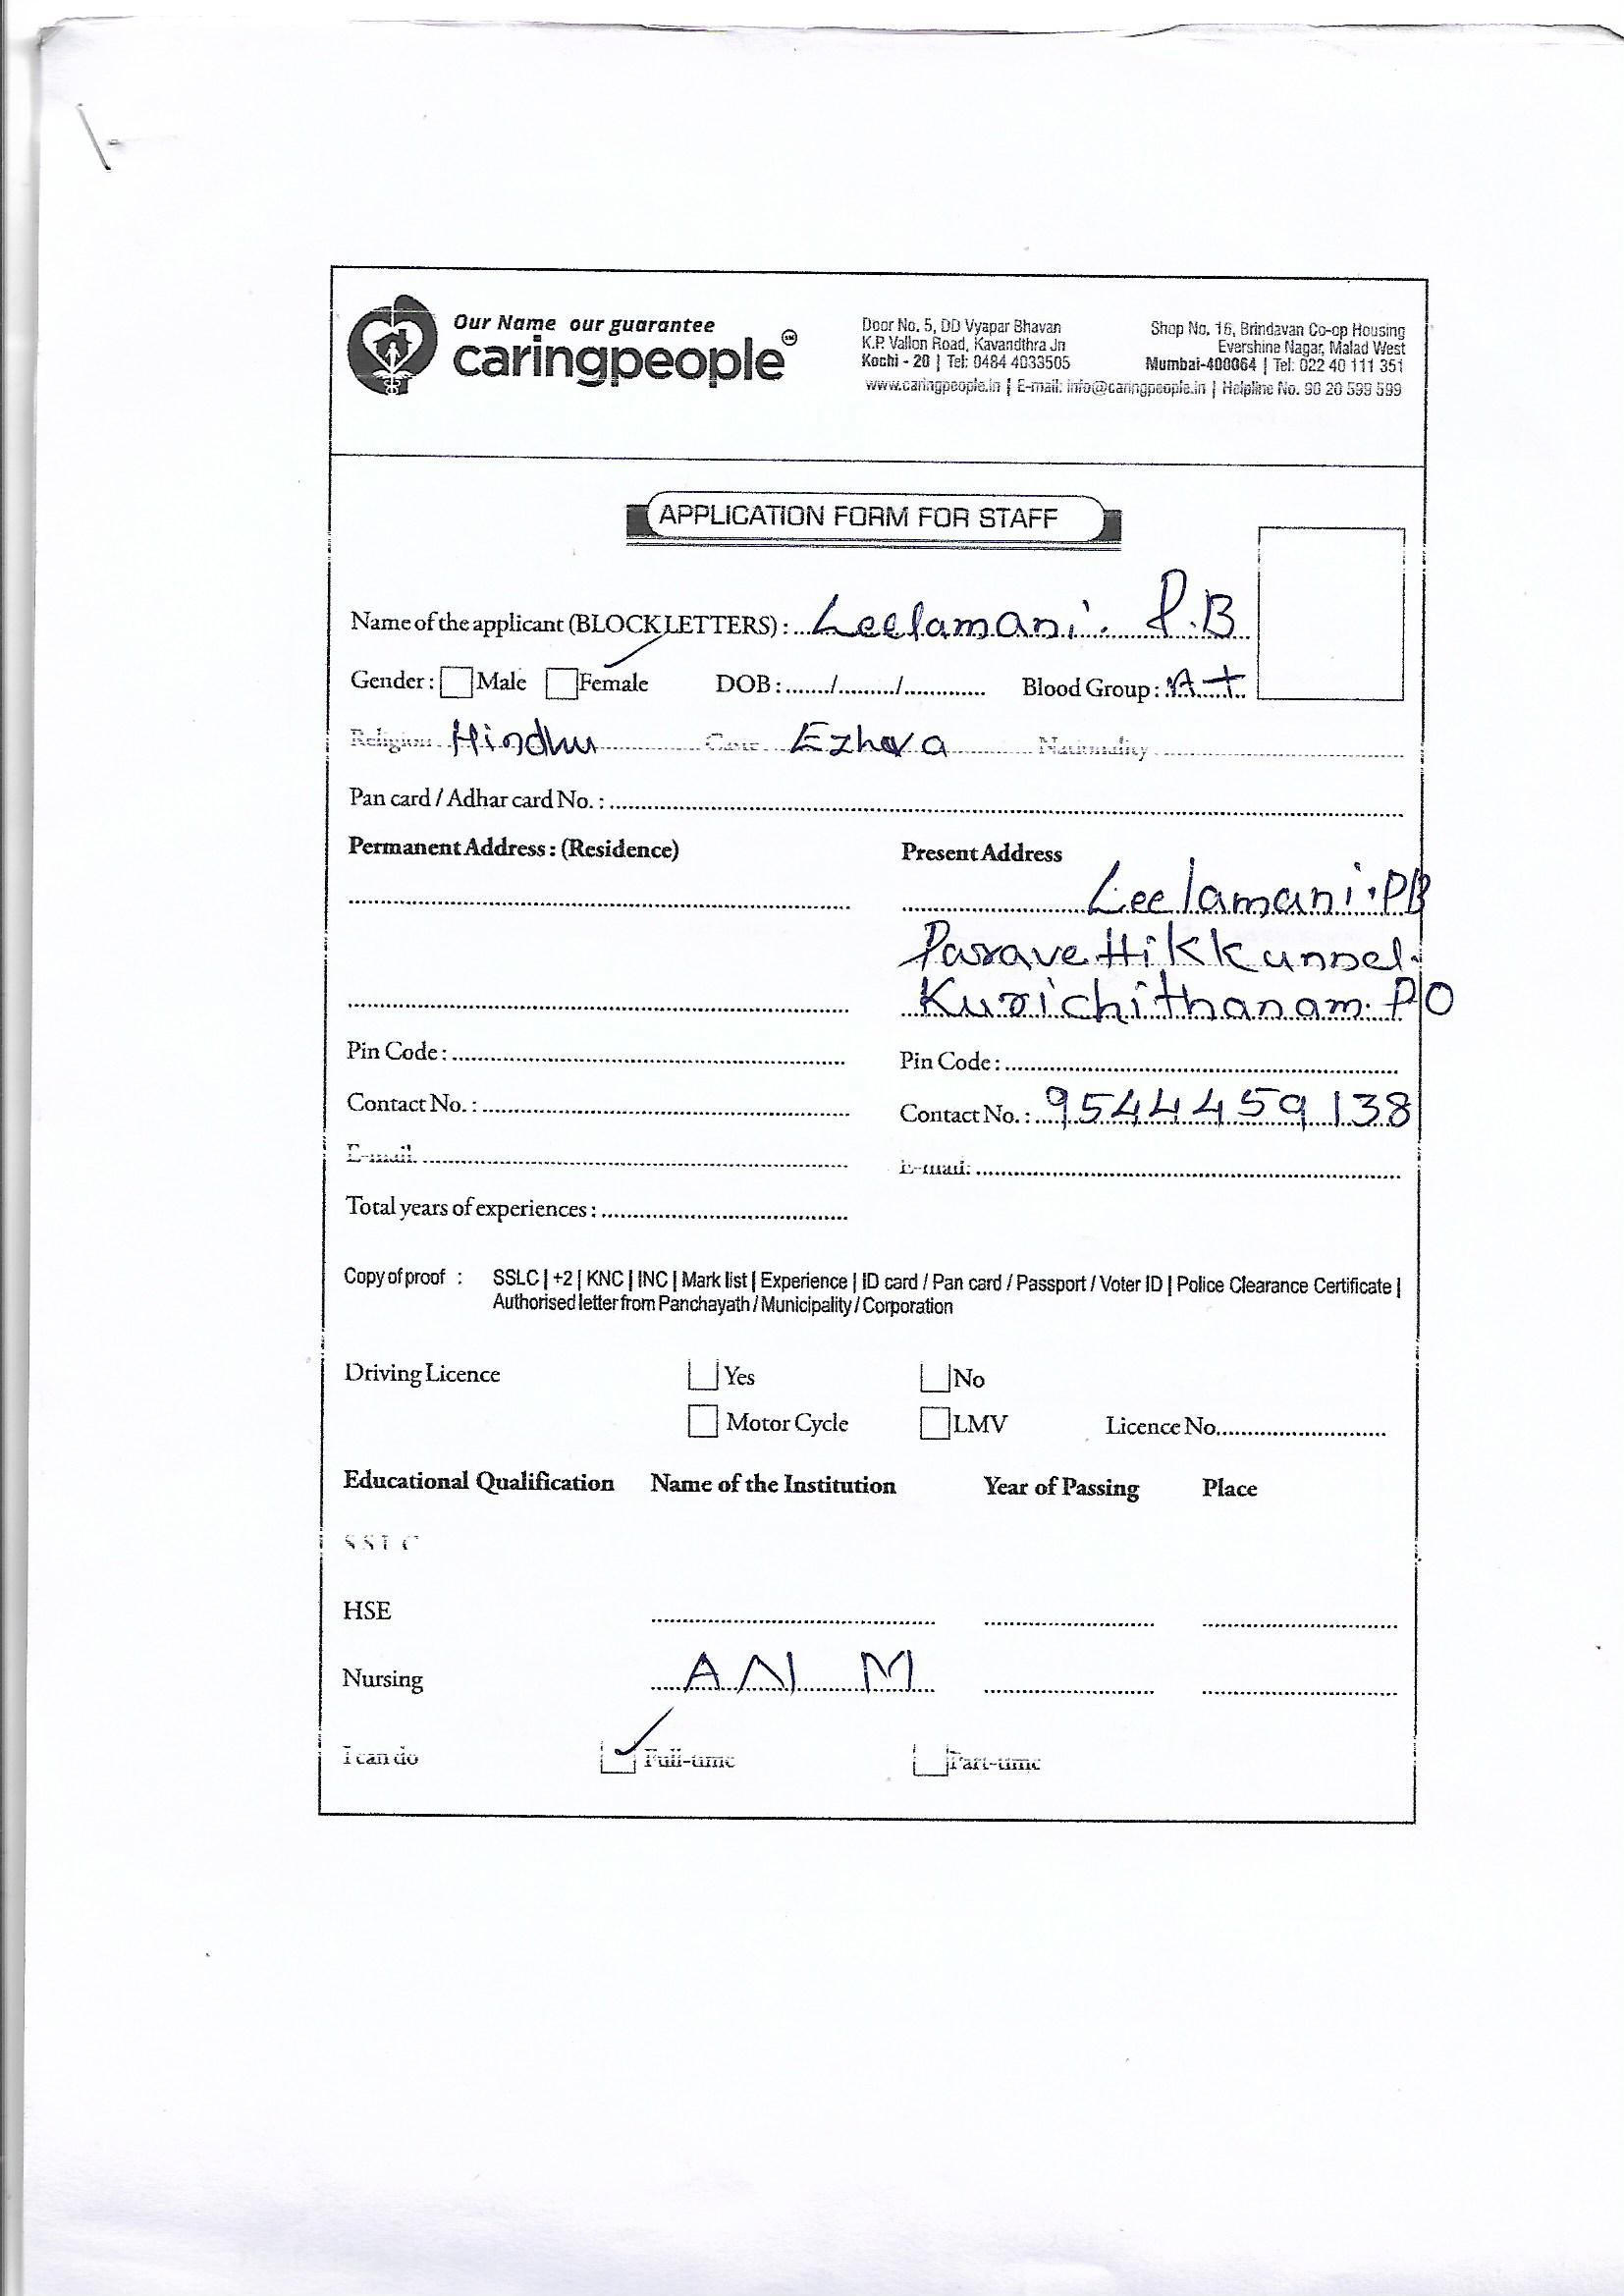 Our Name our guarantee
caringpeople℠
Door No. 5, DD Vyapar Bhavan
K.P. Vallon Road, Kavandthra Jn
Kochi - 20 | Tel: 0484 4033505
Shop No. 16, Brindavan Co-op Housing
Evershine Nagar, Malad West
Mumbai-400064 | Tel: 022 40 111 351
www.caringpeople.in | E-mail: info@caringpeople.in | Helpline No. 90 20 599 599
APPLICATION FORM FOR STAFF
Name of the applicant (BLOCK LETTERS) : Leelamani. P.B
Gender : Male Female DOB : ....../........./............. Blood Group : A+
Religion Hindhu Caste Ezhava Nationality
Pan card / Adhar card No. :
Permanent Address : (Residence) Present Address
Leelamani. PB
Paravettikkunnel.
Kurichithanam. PO
Pin Code : Pin Code :
Contact No. : Contact No. : 9544459138
E-mail: E-mail:
Total years of experiences :
Copy of proof : SSLC | +2 | KNC | INC | Mark list | Experience | ID card / Pan card / Passport / Voter ID | Police Clearance Certificate |
Authorised letter from Panchayath / Municipality / Corporation
Driving Licence Yes No
Motor Cycle LMV Licence No.
Educational Qualification Name of the Institution Year of Passing Place
SSLC
HSE
Nursing ANM
I can do Full-time Part-time